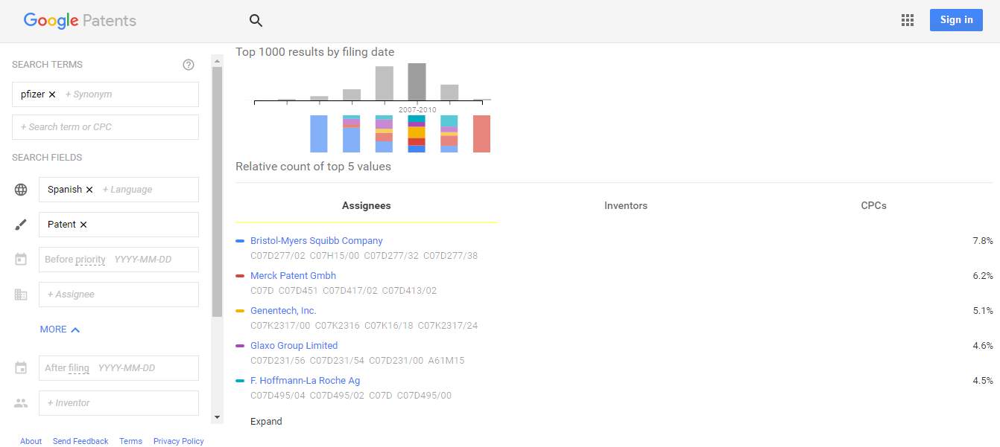 Google Patents
Sign in
SEARCH TERMS
pfizer × + Synonym
+ Search term or CPC
SEARCH FIELDS
Spanish × + Language
Patent ×
Before priority YYYY-MM-DD
+ Assignee
MORE
After filing YYYY-MM-DD
+ Inventor
About Send Feedback Terms Privacy Policy
Top 1000 results by filing date
2007-2010
Relative count of top 5 values
Assignees Inventors CPCs
Bristol-Myers Squibb Company 7.8%
C07D277/02 C07H15/00 C07D277/32 C07D277/38
Merck Patent Gmbh 6.2%
C07D C07D451 C07D417/02 C07D413/02
Genentech, Inc. 5.1%
C07K2317/00 C07K2316 C07K16/18 C07K2317/24
Glaxo Group Limited 4.6%
C07D231/56 C07D231/54 C07D231/00 A61M15
F. Hoffmann-La Roche Ag 4.5%
C07D495/04 C07D495/02 C07D C07D495/00
Expand